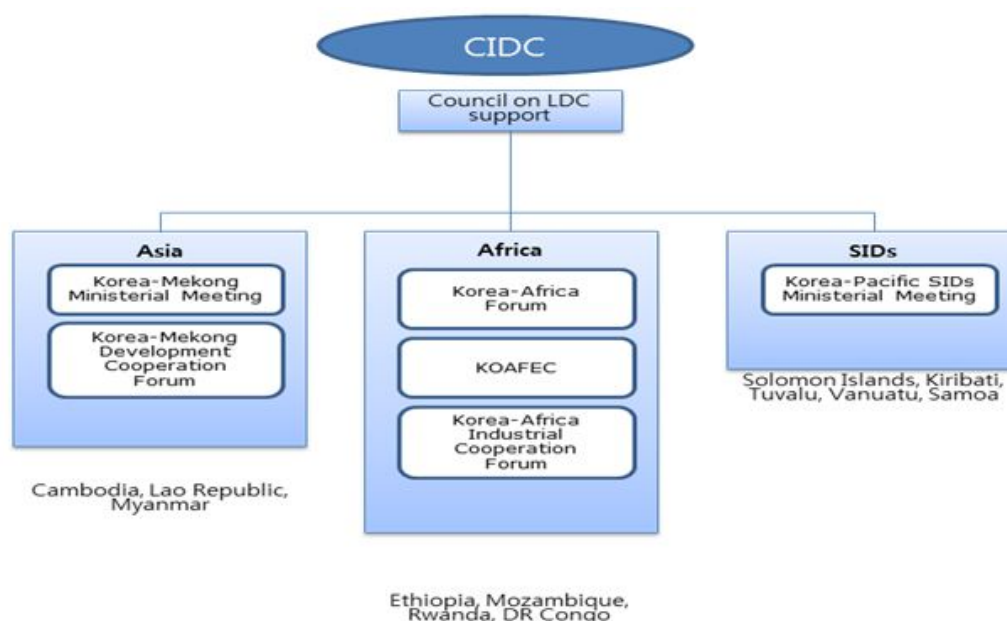 CIDC
Council on LDC
support
Asia
Korea-Mekong
Ministerial Meeting
Korea-Mekong
Development
Cooperation
Forum
Cambodia, Lao Republic,
Myanmar
Africa
Korea-Africa
Forum
KOAFEC
Korea-Africa
Industrial
Cooperation
Forum
Ethiopia, Mozambique,
Rwanda, DR Congo
SIDs
Korea-Pacific SIDs
Ministerial Meeting
Solomon Islands, Kiribati,
Tuvalu, Vanuatu, Samoa